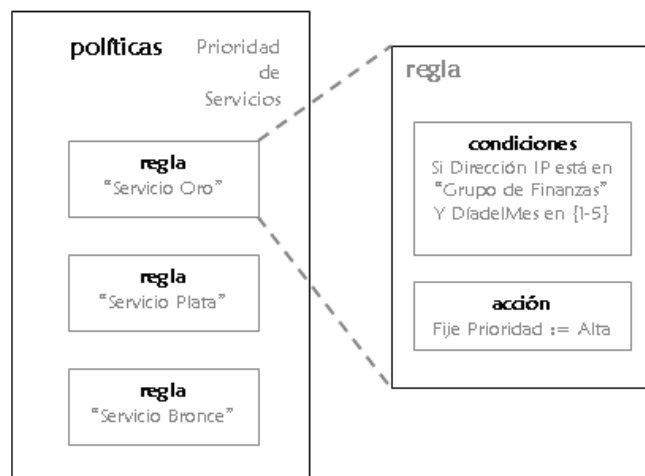 políticas
Prioridad
de
Servicios
regla
"Servicio Oro"
regla
"Servicio Plata"
regla
"Servicio Bronce"
regla
condiciones
Si Dirección IP está en
"Grupo de Finanzas"
Y DíadelMes en {1-5}
acción
Fije Prioridad := Alta